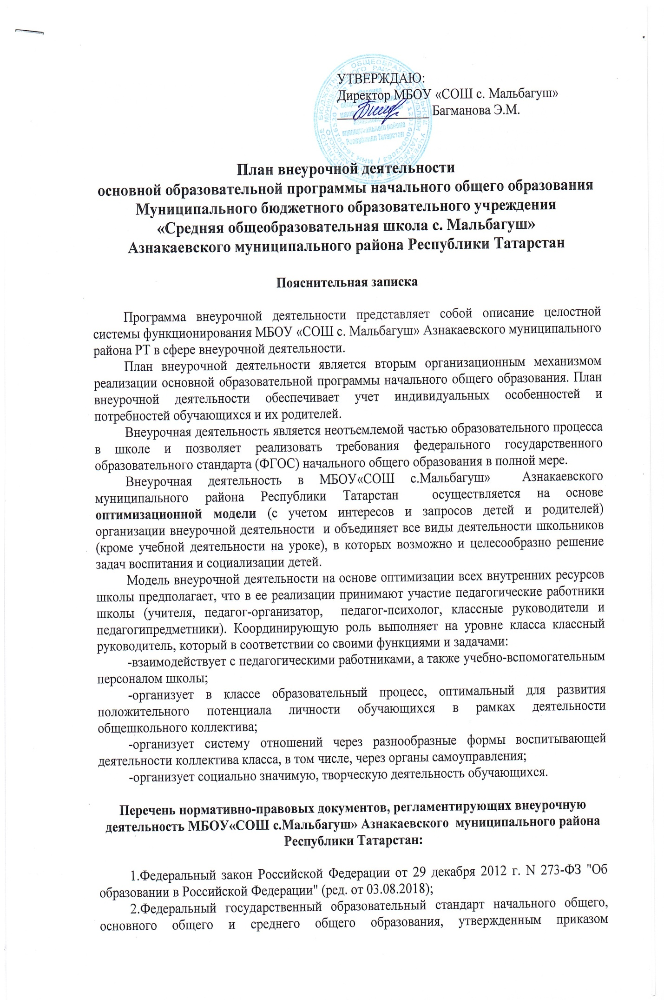 УТВЕРЖДАЮ:
Директор МБОУ «СОШ с. Мальбагуш»
Багманова Э.М.
План внеурочной деятельности
основной образовательной программы начального общего образования
Муниципального бюджетного образовательного учреждения
«Средняя общеобразовательная школа с. Мальбагуш»
Азнакаевского муниципального района Республики Татарстан
Пояснительная записка
Программа внеурочной деятельности представляет собой описание целостной
системы функционирования МБОУ «СОШ с. Мальбагуш» Азнакаевского муниципального
района РТ в сфере внеурочной деятельности.
План внеурочной деятельности является вторым организационным механизмом
реализации основной образовательной программы начального общего образования. План
внеурочной деятельности обеспечивает учет индивидуальных особенностей и
потребностей обучающихся и их родителей.
Внеурочная деятельность является неотъемлемой частью образовательного процесса
в школе и позволяет реализовать требования федерального государственного
образовательного стандарта (ФГОС) начального общего образования в полной мере.
Внеурочная деятельность в МБОУ«СОШ с.Мальбагуш» Азнакаевского
муниципального района Республики Татарстан осуществляется на основе
оптимизационной модели (с учетом интересов и запросов детей и родителей)
организации внеурочной деятельности и объединяет все виды деятельности школьников
(кроме учебной деятельности на уроке), в которых возможно и целесообразно решение
задач воспитания и социализации детей.
Модель внеурочной деятельности на основе оптимизации всех внутренних ресурсов
школы предполагает, что в ее реализации принимают участие педагогические работники
школы (учителя, педагог-организатор, педагог-психолог, классные руководители и
педагогипредметники). Координирующую роль выполняет на уровне класса классный
руководитель, который в соответствии со своими функциями и задачами:
-взаимодействует с педагогическими работниками, а также учебно-вспомогательным
персоналом школы;
-организует в классе образовательный процесс, оптимальный для развития
положительного потенциала личности обучающихся в рамках деятельности
общешкольного коллектива;
-организует систему отношений через разнообразные формы воспитывающей
деятельности коллектива класса, в том числе, через органы самоуправления;
-организует социально значимую, творческую деятельность обучающихся.
Перечень нормативно-правовых документов, регламентирующих внеурочную
деятельность МБОУ«СОШ с.Мальбагуш» Азнакаевского муниципального района
Республики Татарстан:
1.Федеральный закон Российской Федерации от 29 декабря 2012 г. N 273-ФЗ "Об
образовании в Российской Федерации" (ред. от 03.08.2018);
2.Федеральный государственный образовательный стандарт начального общего,
основного общего и среднего общего образования, утвержденным приказом